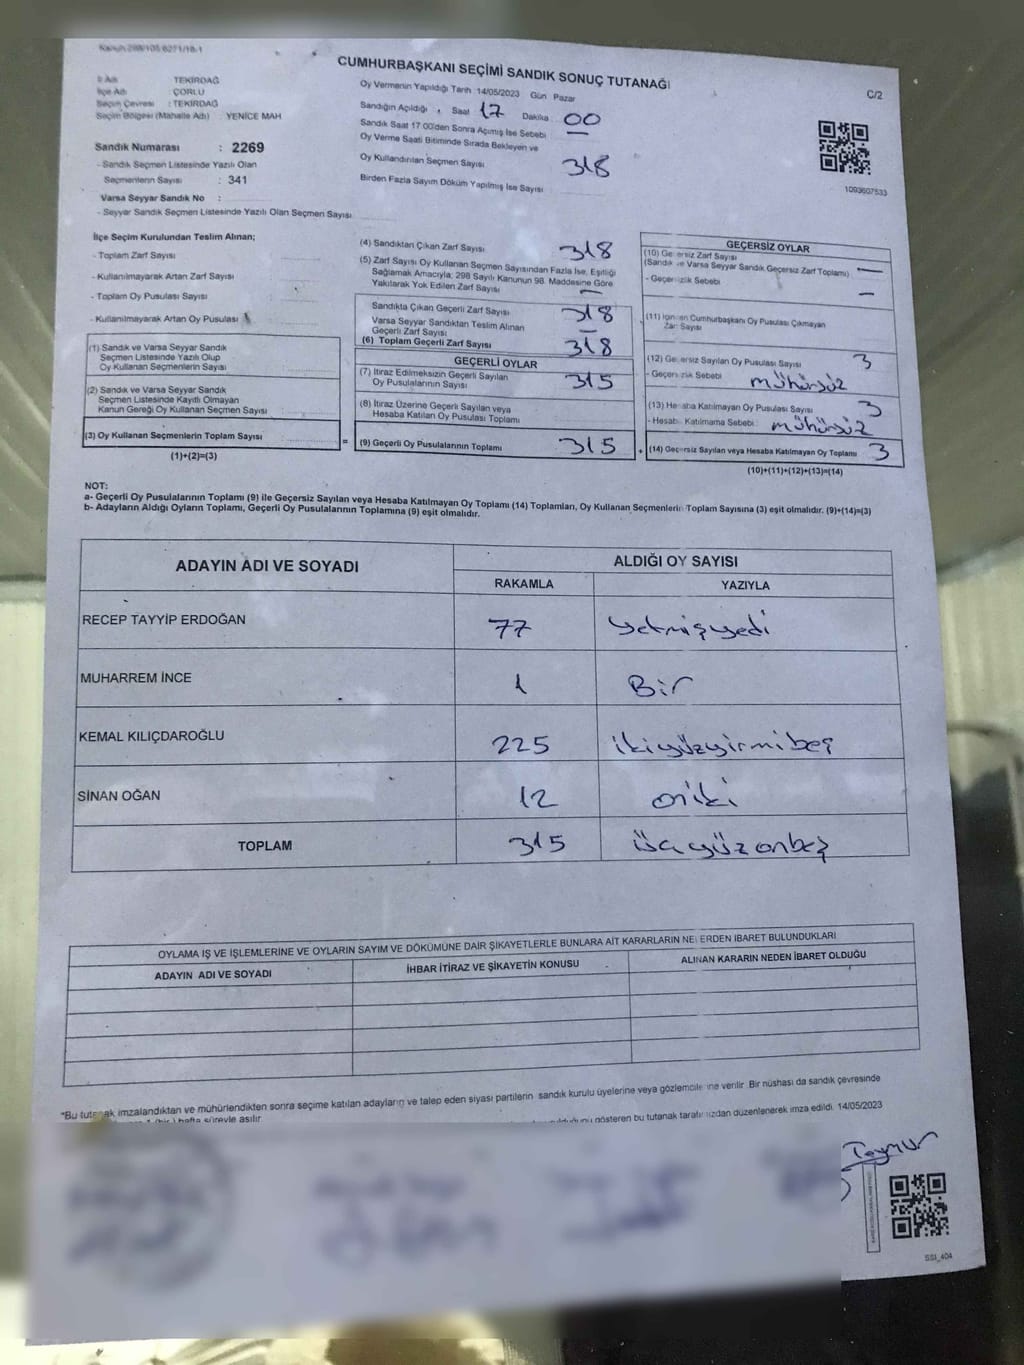 Kanun 298/105/6271/18-1
CUMHURBAŞKANI SEÇİMİ SANDIK SONUÇ TUTANAĞI
C/2
İl Adı : TEKİRDAĞ
İlçe Adı : ÇORLU
Seçim Çevresi : TEKİRDAĞ
Seçim Bölgesi (Mahalle Adı) YENİCE MAH
Sandık Numarası : 2269
- Sandık Seçmen Listesinde Yazılı Olan
Seçmenlerin Sayısı : 341
Varsa Seyyar Sandık No :
- Seyyar Sandık Seçmen Listesinde Yazılı Olan Seçmen Sayısı
Oy Vermenin Yapıldığı Tarih 14/05/2023 Gün Pazar
Sandığın Açıldığı Saat 17 Dakika 00
Sandık Saat 17.00'den Sonra Açımış İse Sebebi —
Oy Verme Saati Bitiminde Sırada Bekleyen ve
Oy Kullandırılan Seçmen Sayısı 318
Birden Fazla Sayım Döküm Yapılmış İse Sayısı
1093607533
İlçe Seçim Kurulundan Teslim Alınan;
- Toplam Zarf Sayısı
- Kullanılmayarak Artan Zarf Sayısı
- Toplam Oy Pusulası Sayısı
- Kullanılmayarak Artan Oy Pusulası
(1) Sandık ve Varsa Seyyar Sandık
Seçmen Listesinde Yazılı Olup
Oy Kullanan Seçmenlerin Sayısı
(2) Sandık ve Varsa Seyyar Sandık
Seçmen Listesinde Kayıtlı Olmayan
Kanun Gereği Oy Kullanan Seçmen Sayısı
(3) Oy Kullanan Seçmenlerin Toplam Sayısı =
(1)+(2)=(3)
(4) Sandıktan Çıkan Zarf Sayısı 318
(5) Zarf Sayısı Oy Kullanan Seçmen Sayısından Fazla İse, Eşitliği
Sağlamak Amacıyla; 298 Sayılı Kanunun 98. Maddesine Göre
Yakılarak Yok Edilen Zarf Sayısı —
Sandıkta Çıkan Geçerli Zarf Sayısı 318
Varsa Seyyar Sandıktan Teslim Alınan
Geçerli Zarf Sayısı —
(6) Toplam Geçerli Zarf Sayısı 318
GEÇERLİ OYLAR
(7) İtiraz Edilmeksizin Geçerli Sayılan
Oy Pusulalarının Sayısı 315
(8) İtiraz Üzerine Geçerli Sayılan veya
Hesaba Katılan Oy Pusulası Toplamı
(9) Geçerli Oy Pusulalarının Toplamı 315 +
GEÇERSİZ OYLAR
(10) Geçersiz Zarf Sayısı
(Sandık ve Varsa Seyyar Sandık Geçersiz Zarf Toplamı) —
- Geçersizlik Sebebi —
(11) İçinden Cumhurbaşkanı Oy Pusulası Çıkmayan
Zarf Sayısı
(12) Geçersiz Sayılan Oy Pusulası Sayısı 3
- Geçersizlik Sebebi mühürsüz
(13) Hesaba Katılmayan Oy Pusulası Sayısı 3
- Hesaba Katılmama Sebebi mühürsüz
(14) Geçersiz Sayılan veya Hesaba Katılmayan Oy Toplamı 3
(10)+(11)+(12)+(13)=(14)
NOT:
a- Geçerli Oy Pusulalarının Toplamı (9) ile Geçersiz Sayılan veya Hesaba Katılmayan Oy Toplamı (14) Toplamları, Oy Kullanan Seçmenlerin Toplam Sayısına (3) eşit olmalıdır. (9)+(14)=(3)
b- Adayların Aldığı Oyların Toplamı, Geçerli Oy Pusulalarının Toplamına (9) eşit olmalıdır.
ADAYIN ADI VE SOYADI
ALDIĞI OY SAYISI
RAKAMLA YAZIYLA
RECEP TAYYİP ERDOĞAN 77 yetmişyedi
MUHARREM İNCE 1 Bir
KEMAL KILIÇDAROĞLU 225 ikiyüzyirmibeş
SİNAN OĞAN 12 oniki
TOPLAM 315 üçyüzonbeş
OYLAMA İŞ VE İŞLEMLERİNE VE OYLARIN SAYIM VE DÖKÜMÜNE DAİR ŞİKAYETLERLE BUNLARA AİT KARARLARIN NELERDEN İBARET BULUNDUKLARI
ADAYIN ADI VE SOYADI İHBAR İTİRAZ VE ŞİKAYETİN KONUSU ALINAN KARARIN NEDEN İBARET OLDUĞU
*Bu tutanak imzalandıktan ve mühürlendikten sonra seçime katılan adayların ve talep eden siyasi partilerin sandık kurulu üyelerine veya gözlemcilerine verilir. Bir nüshası da sandık çevresinde
1 (bir) hafta süreyle asılır.
gösteren bu tutanak tarafımızdan düzenlenerek imza edildi. 14/05/2023
SSI_404